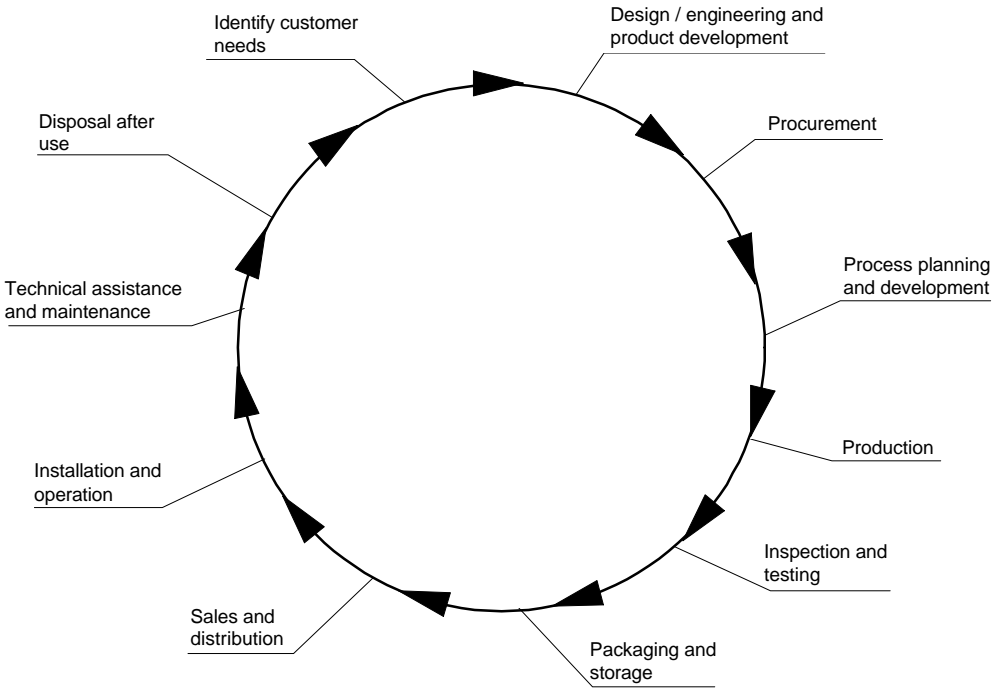 Identify customer
needs
Design / engineering and
product development
Procurement
Process planning
and development
Production
Inspection and
testing
Packaging and
storage
Sales and
distribution
Installation and
operation
Technical assistance
and maintenance
Disposal after
use